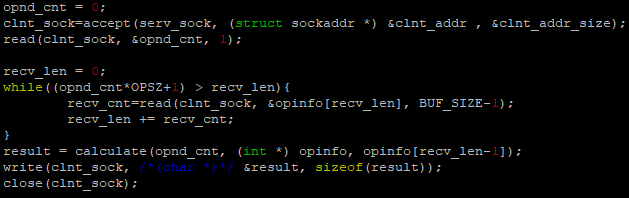 opnd_cnt = 0;
clnt_sock=accept(serv_sock, (struct sockaddr *) &clnt_addr , &clnt_addr_size);
read(clnt_sock, &opnd_cnt, 1);

recv_len = 0;
while((opnd_cnt*OPSZ+1) > recv_len){
        recv_cnt=read(clnt_sock, &opinfo[recv_len], BUF_SIZE-1);
        recv_len += recv_cnt;
}
result = calculate(opnd_cnt, (int *) opinfo, opinfo[recv_len-1]);
write(clnt_sock, /*(char *)*/ &result, sizeof(result));
close(clnt_sock);